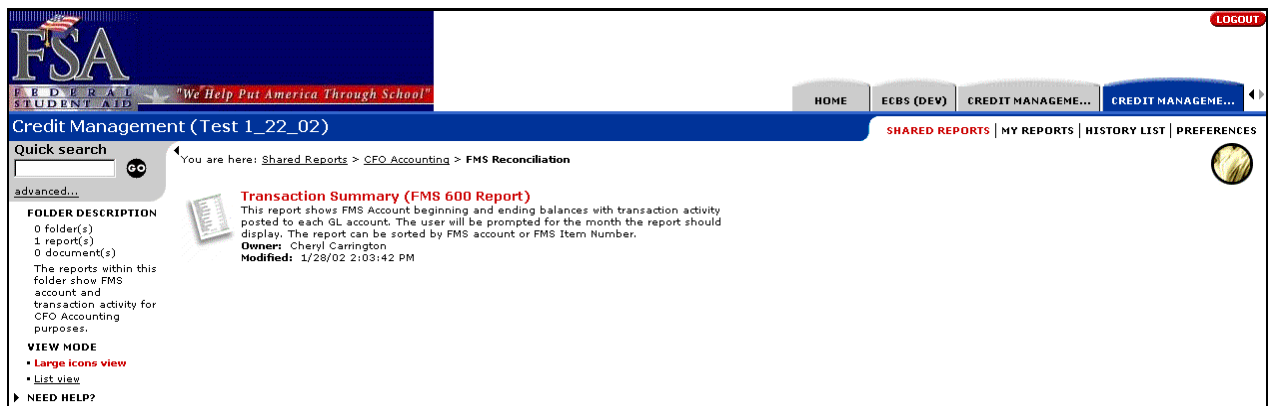 LOGOUT
FSA
FEDERAL
STUDENT AID
"We Help Put America Through School"
HOME
ECBS (DEV)
CREDIT MANAGEME...
CREDIT MANAGEME...
Credit Management (Test 1_22_02)
SHARED REPORTS | MY REPORTS | HISTORY LIST | PREFERENCES
Quick search
GO
advanced...
You are here: Shared Reports > CFO Accounting > FMS Reconciliation
Transaction Summary (FMS 600 Report)
This report shows FMS Account beginning and ending balances with transaction activity
posted to each GL account. The user will be prompted for the month the report should
display. The report can be sorted by FMS account or FMS Item Number.
Owner: Cheryl Carrington
Modified: 1/28/02 2:03:42 PM
FOLDER DESCRIPTION
0 folder(s)
1 report(s)
0 document(s)
The reports within this
folder show FMS
account and
transaction activity for
CFO Accounting
purposes.
VIEW MODE
▪ Large icons view
▪ List view
NEED HELP?